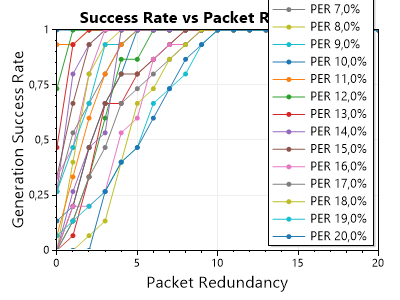 Success Rate vs Packet R
PER 7,0%
PER 8,0%
PER 9,0%
PER 10,0%
PER 11,0%
PER 12,0%
PER 13,0%
PER 14,0%
PER 15,0%
PER 16,0%
PER 17,0%
PER 18,0%
PER 19,0%
PER 20,0%
Generation Success Rate
1
0,75
0,5
0,25
0
0
5
10
15
20
Packet Redundancy